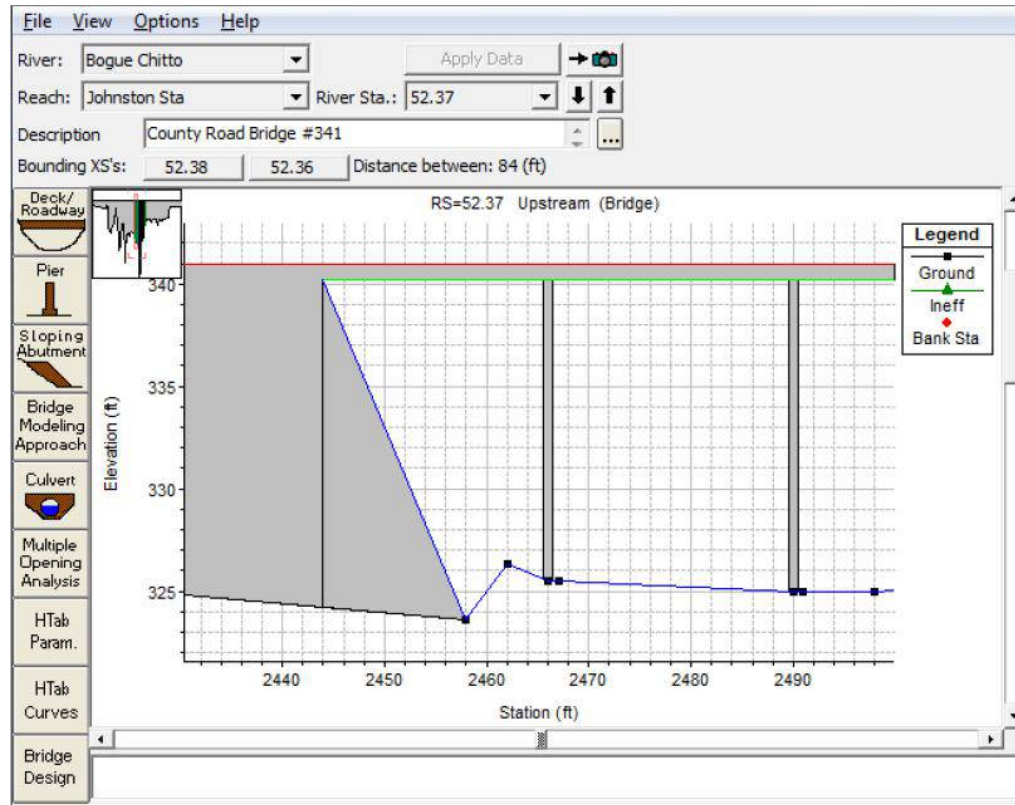 File View Options Help
River: Bogue Chitto Apply Data
Reach: Johnston Sta River Sta.: 52.37
Description County Road Bridge #341 ...
Bounding XS's: 52.38 52.36 Distance between: 84 (ft)
Deck/
Roadway
Pier
Sloping
Abutment
Bridge
Modeling
Approach
Culvert
Multiple
Opening
Analysis
HTab
Param.
HTab
Curves
Bridge
Design
RS=52.37 Upstream (Bridge)
340
335
330
325
Elevation (ft)
2440 2450 2460 2470 2480 2490
Station (ft)
Legend
Ground
Ineff
Bank Sta